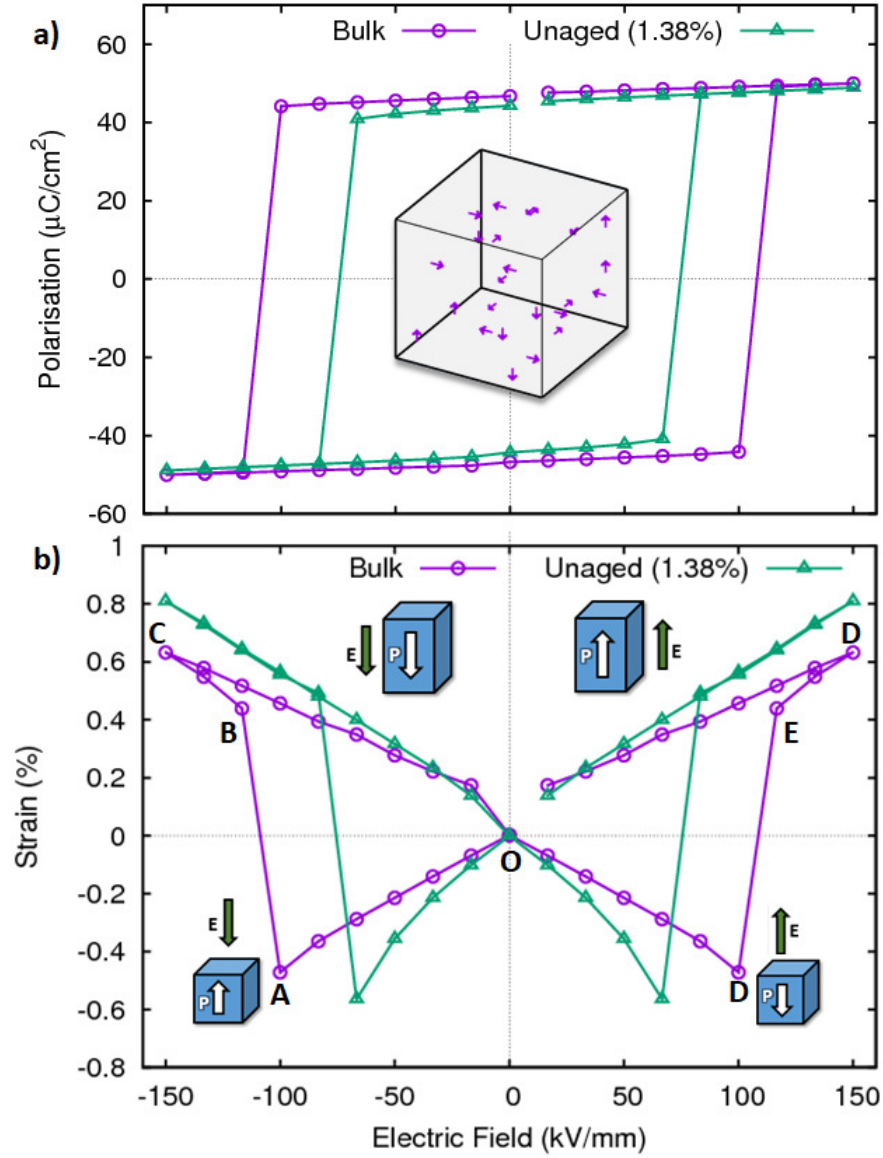 a)
Bulk
Unaged (1.38%)
60
40
20
0
-20
-40
-60
Polarisation (μC/cm²)
b)
Bulk
Unaged (1.38%)
1
0.8
0.6
0.4
0.2
0
-0.2
-0.4
-0.6
-0.8
Strain (%)
C
E
P
P
E
D
B
E
O
E
P
A
E
P
D
-150
-100
-50
0
50
100
150
Electric Field (kV/mm)